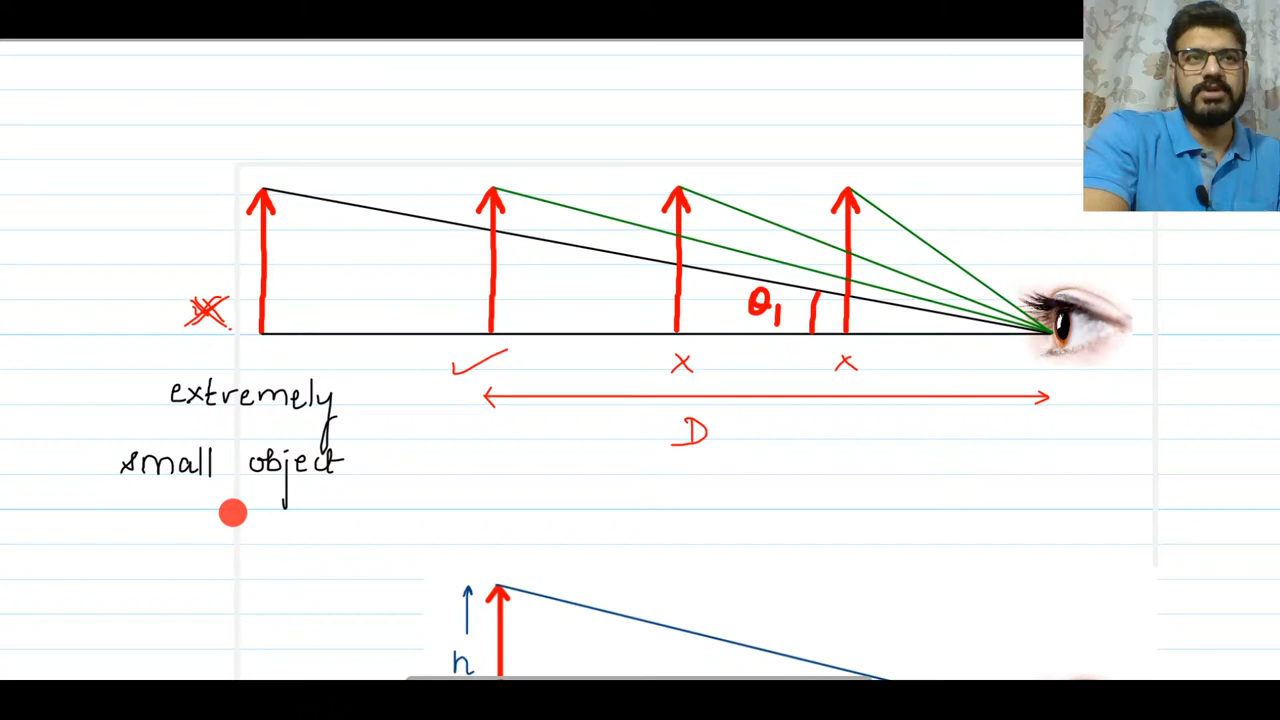 θ₁
✓ x x
D
extremely
small object
h